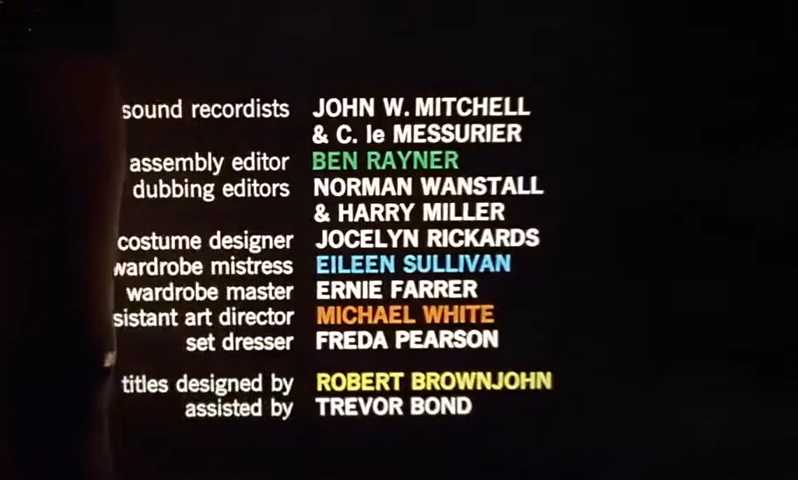 sound recordists JOHN W. MITCHELL
& C. le MESSURIER
assembly editor BEN RAYNER
dubbing editors NORMAN WANSTALL
& HARRY MILLER
costume designer JOCELYN RICKARDS
wardrobe mistress EILEEN SULLIVAN
wardrobe master ERNIE FARRER
sistant art director MICHAEL WHITE
set dresser FREDA PEARSON
titles designed by ROBERT BROWNJOHN
assisted by TREVOR BOND